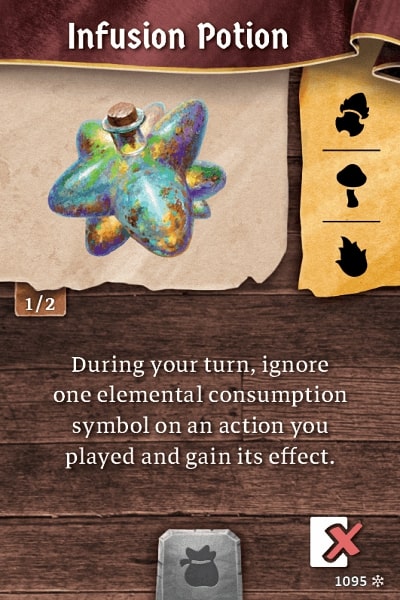 Infusion Potion
1/2
During your turn, ignore
one elemental consumption
symbol on an action you
played and gain its effect.
1095